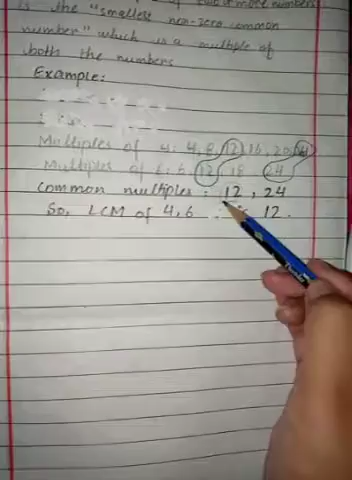 is the "smallest non-zero common
number" which is a multiple of
both the numbers
Example:
Multiples of 4: 4, 8, 12, 16, 20, 24
Multiples of 6: 6, 12, 18, 24
Common multiples: 12, 24
So, LCM of 4,6 is 12.